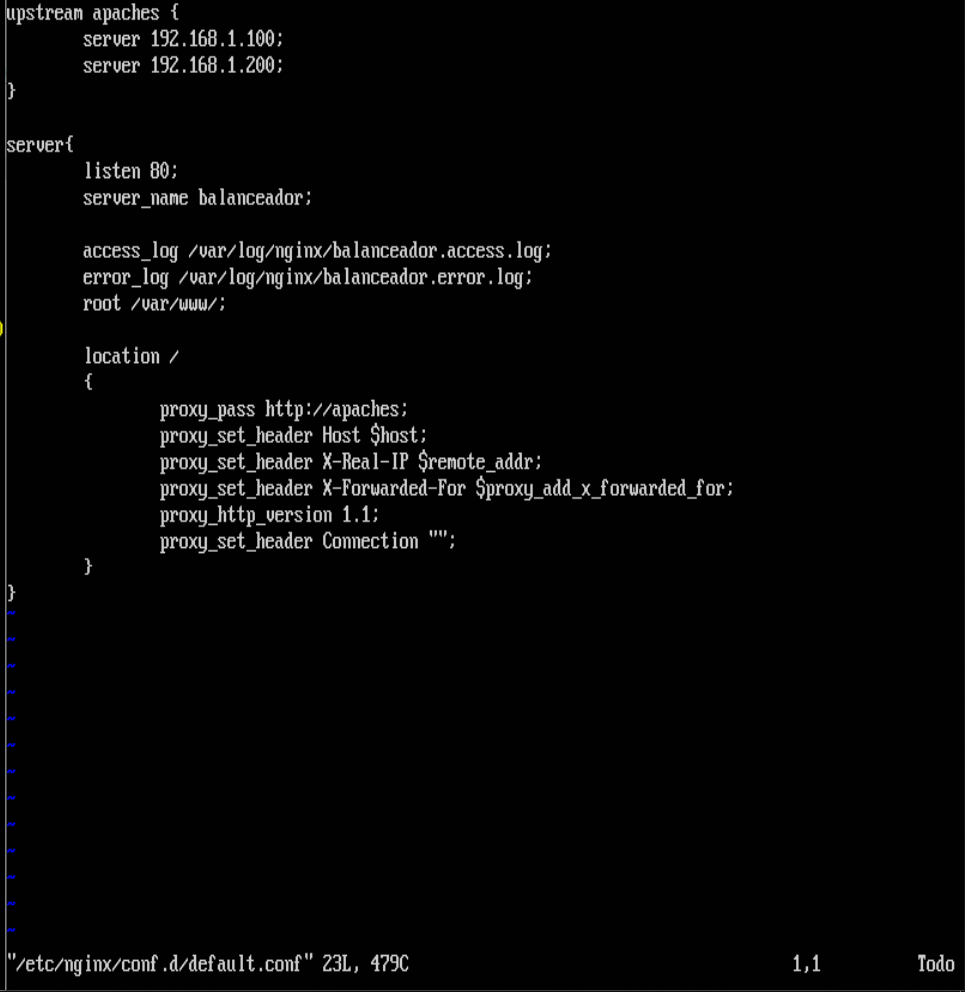 upstream apaches {
        server 192.168.1.100;
        server 192.168.1.200;
}

server{
        listen 80;
        server_name balanceador;

        access_log /var/log/nginx/balanceador.access.log;
        error_log /var/log/nginx/balanceador.error.log;
        root /var/www/;

        location /
        {
                proxy_pass http://apaches;
                proxy_set_header Host $host;
                proxy_set_header X-Real-IP $remote_addr;
                proxy_set_header X-Forwarded-For $proxy_add_x_forwarded_for;
                proxy_http_version 1.1;
                proxy_set_header Connection "";
        }
}
~
~
~
~
~
~
~
~
~
~
~
~
~
"/etc/nginx/conf.d/default.conf" 23L, 479C 1,1 Todo